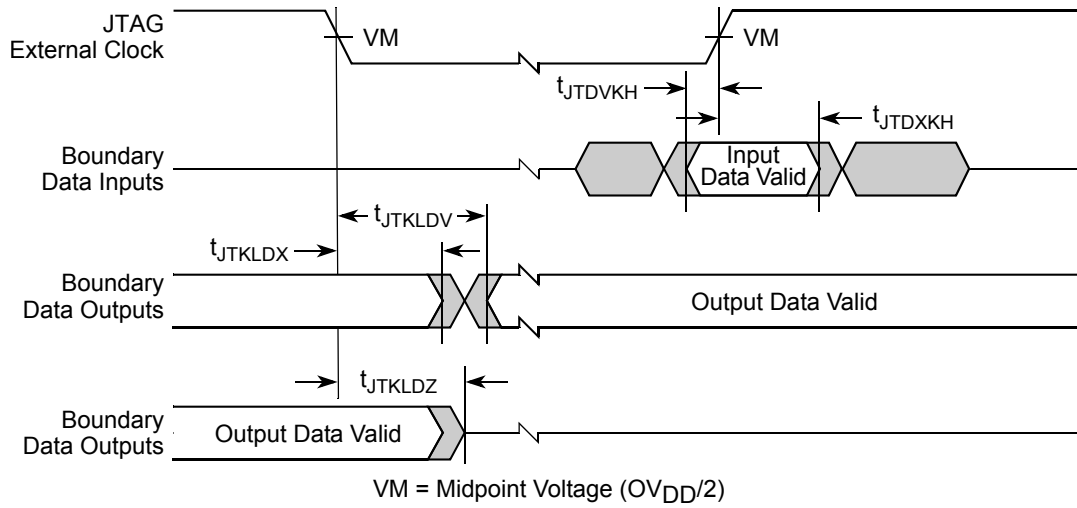 JTAG
External Clock
VM
VM
tJTDVKH
tJTDXKH
Boundary
Data Inputs
Input
Data Valid
tJTKLDV
tJTKLDX
Boundary
Data Outputs
Output Data Valid
tJTKLDZ
Boundary
Data Outputs
Output Data Valid
VM = Midpoint Voltage (OVDD/2)